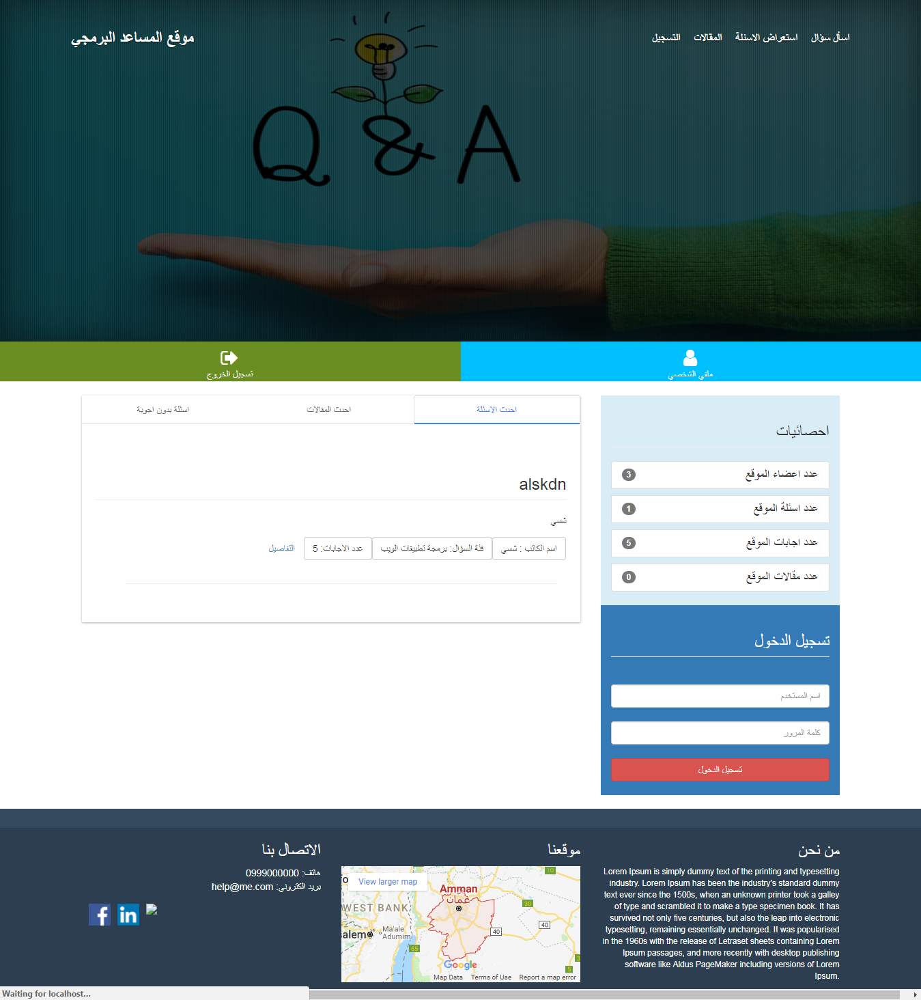 اسأل سؤال استعراض الاسئلة المقالات التسجيل
موقع المساعد البرمجي
Q & A
ملفي الشخصي
تسجيل الخروج
احصائيات
عدد اعضاء الموقع 3
عدد اسئلة الموقع 1
عدد اجابات الموقع 5
عدد مقالات الموقع 0
تسجيل الدخول
اسم المستخدم
كلمة المرور
تسجيل الدخول
احدث الاسئلة احدث المقالات اسئلة بدون اجوبة
alskdn
شسي
اسم الكاتب : شسي فئة السؤال: برمجة تطبيقات الويب عدد الاجابات: 5 التفاصيل
من نحن
Lorem Ipsum is simply dummy text of the printing and typesetting
industry. Lorem Ipsum has been the industry's standard dummy
text ever since the 1500s, when an unknown printer took a galley
of type and scrambled it to make a type specimen book. It has
survived not only five centuries, but also the leap into electronic
typesetting, remaining essentially unchanged. It was popularised
in the 1960s with the release of Letraset sheets containing Lorem
Ipsum passages, and more recently with desktop publishing
software like Aldus PageMaker including versions of Lorem
Ipsum.
موقعنا
View larger map
Amman
عمان
WEST BANK
salem
Ma'ale
Adumim
10
30
40
40
65
5
3
Google
Map Data Terms of Use Report a map error
الاتصال بنا
هاتف: 0999000000
بريد الكتروني: help@me.com
f in
Waiting for localhost...